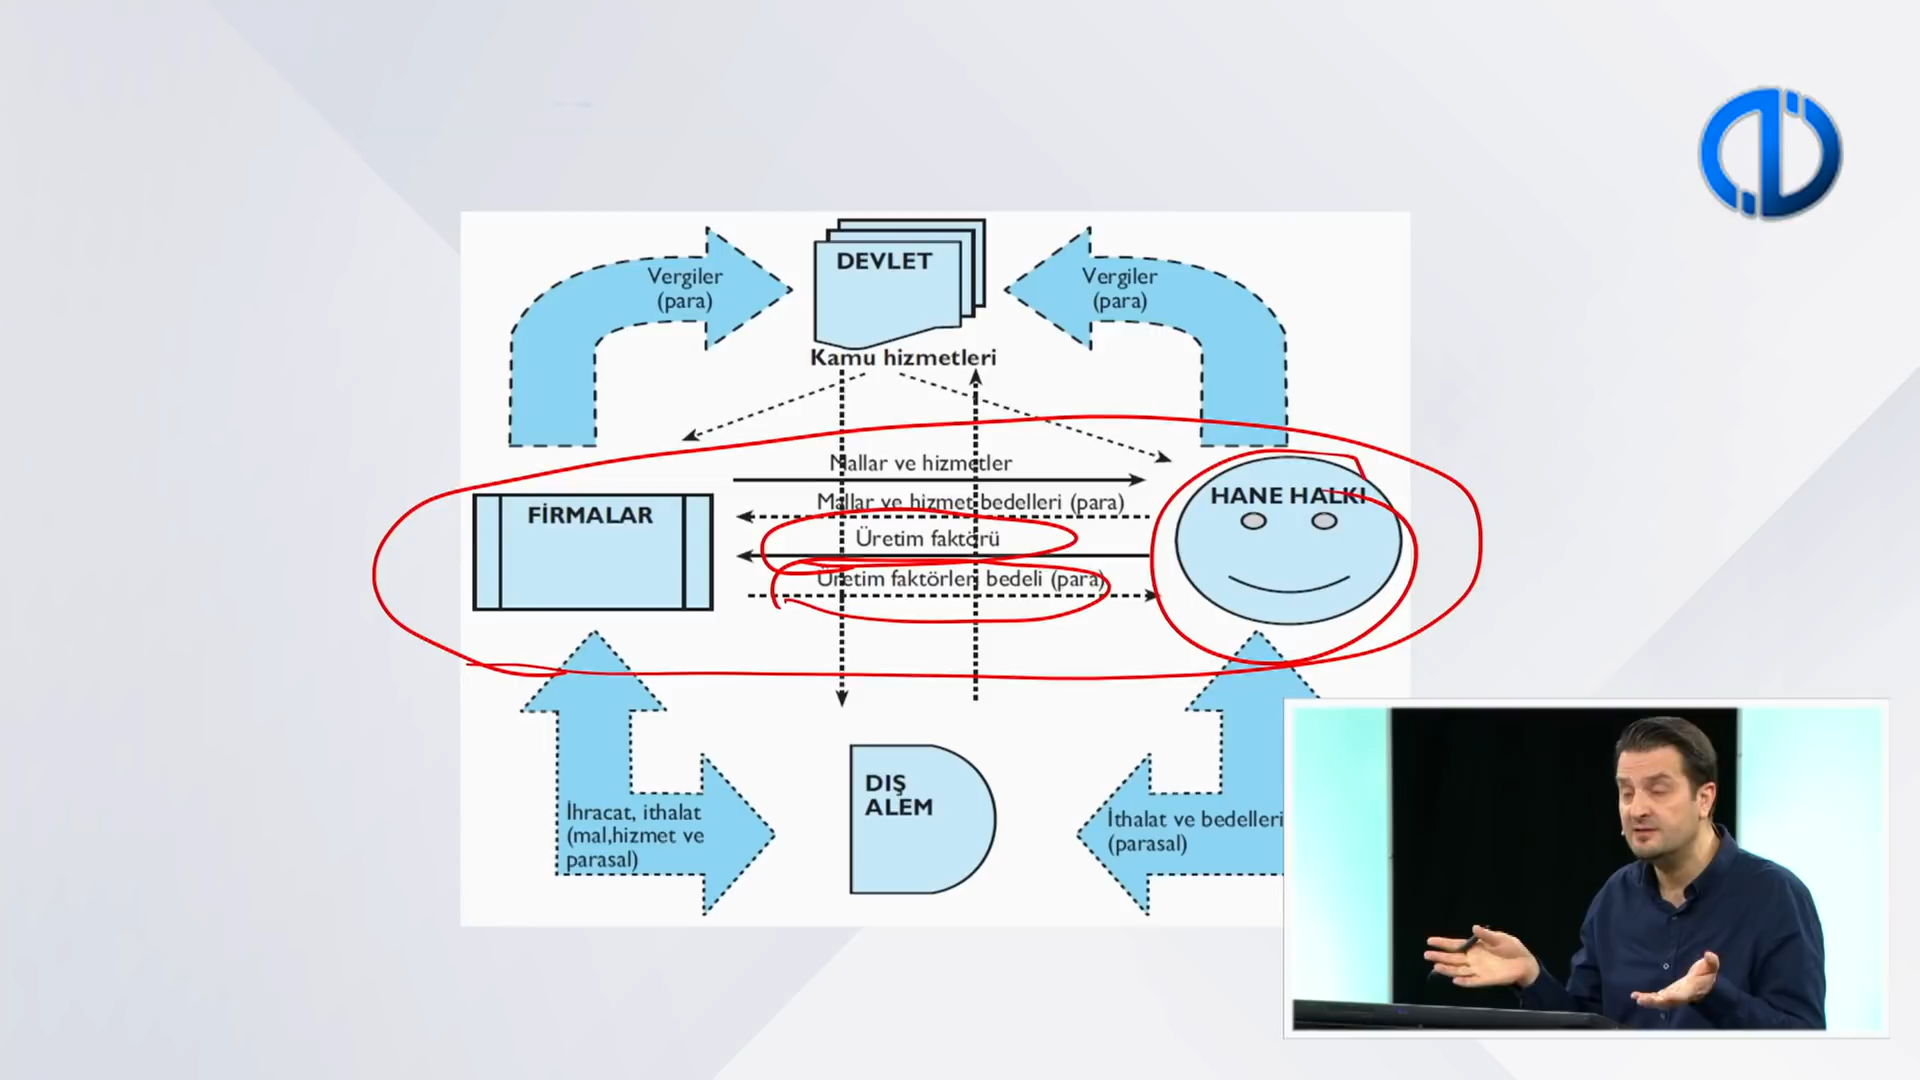 DEVLET
Vergiler
(para)
Vergiler
(para)
Kamu hizmetleri
Mallar ve hizmetler
Mallar ve hizmet bedelleri (para)
Üretim faktörü
Üretim faktörleri bedeli (para)
FİRMALAR
HANE HALKI
DIŞ
ALEM
İhracat, ithalat
(mal,hizmet ve
parasal)
İthalat ve bedelleri
(parasal)